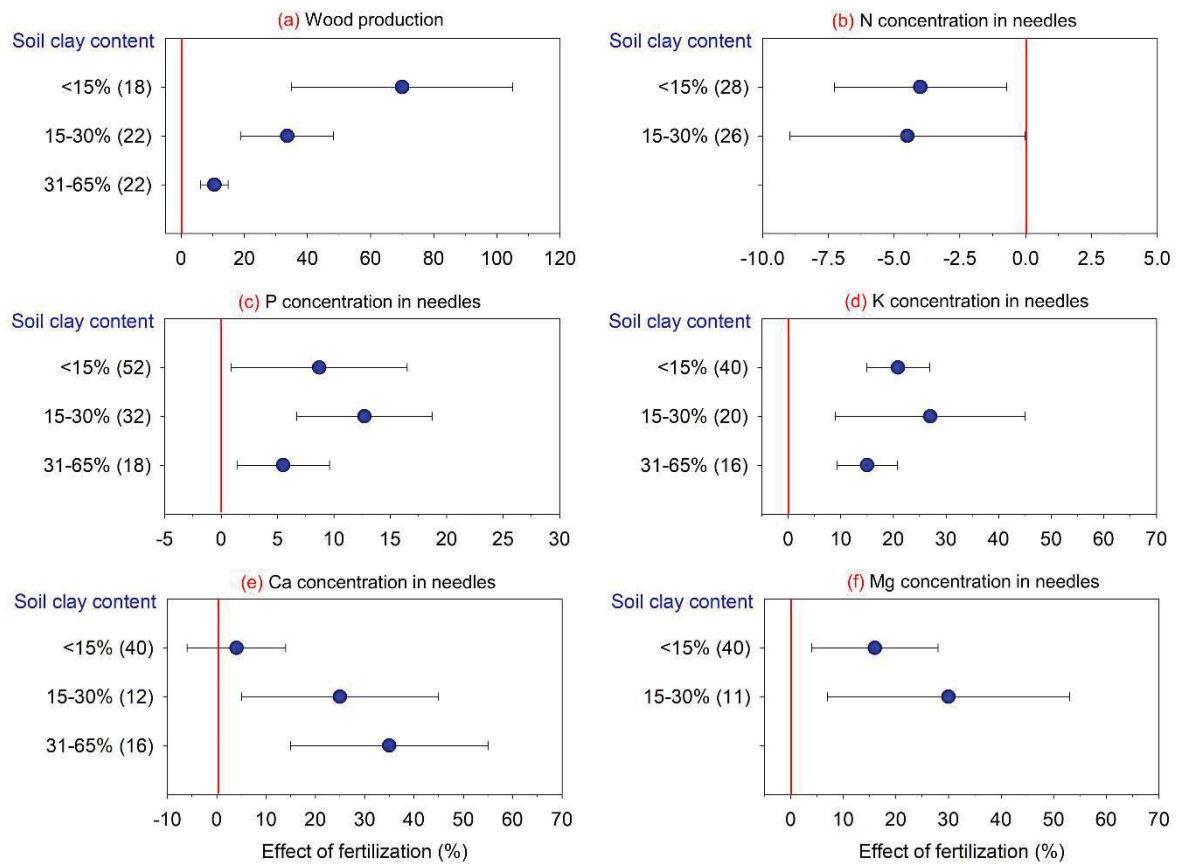 (a) Wood production
Soil clay content
<15% (18)
15-30% (22)
31-65% (22)
0 20 40 60 80 100 120
(b) N concentration in needles
Soil clay content
<15% (28)
15-30% (26)
-10.0 -7.5 -5.0 -2.5 0.0 2.5 5.0
(c) P concentration in needles
Soil clay content
<15% (52)
15-30% (32)
31-65% (18)
-5 0 5 10 15 20 25 30
(d) K concentration in needles
Soil clay content
<15% (40)
15-30% (20)
31-65% (16)
0 10 20 30 40 50 60 70
(e) Ca concentration in needles
Soil clay content
<15% (40)
15-30% (12)
31-65% (16)
-10 0 10 20 30 40 50 60 70
Effect of fertilization (%)
(f) Mg concentration in needles
Soil clay content
<15% (40)
15-30% (11)
0 10 20 30 40 50 60 70
Effect of fertilization (%)